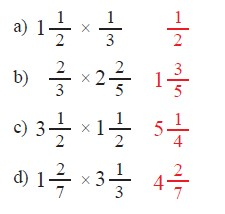 a) 1 1/2 × 1/3 1/2
b) 2/3 × 2 2/5 1 3/5
c) 3 1/2 × 1 1/2 5 1/4
d) 1 2/7 × 3 1/3 4 2/7